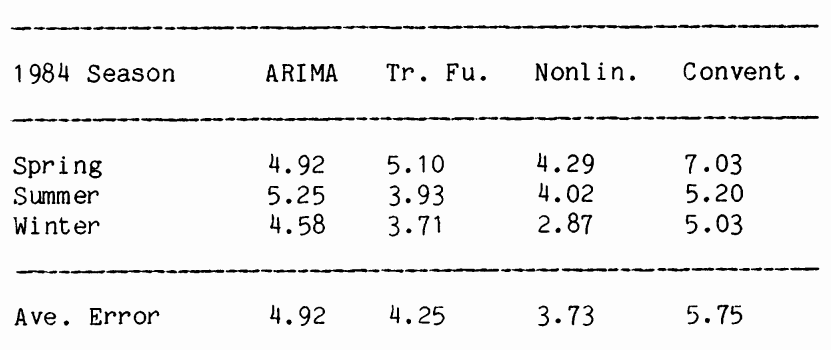 1984 Season ARIMA Tr. Fu. Nonlin. Convent.
Spring 4.92 5.10 4.29 7.03
Summer 5.25 3.93 4.02 5.20
Winter 4.58 3.71 2.87 5.03
Ave. Error 4.92 4.25 3.73 5.75